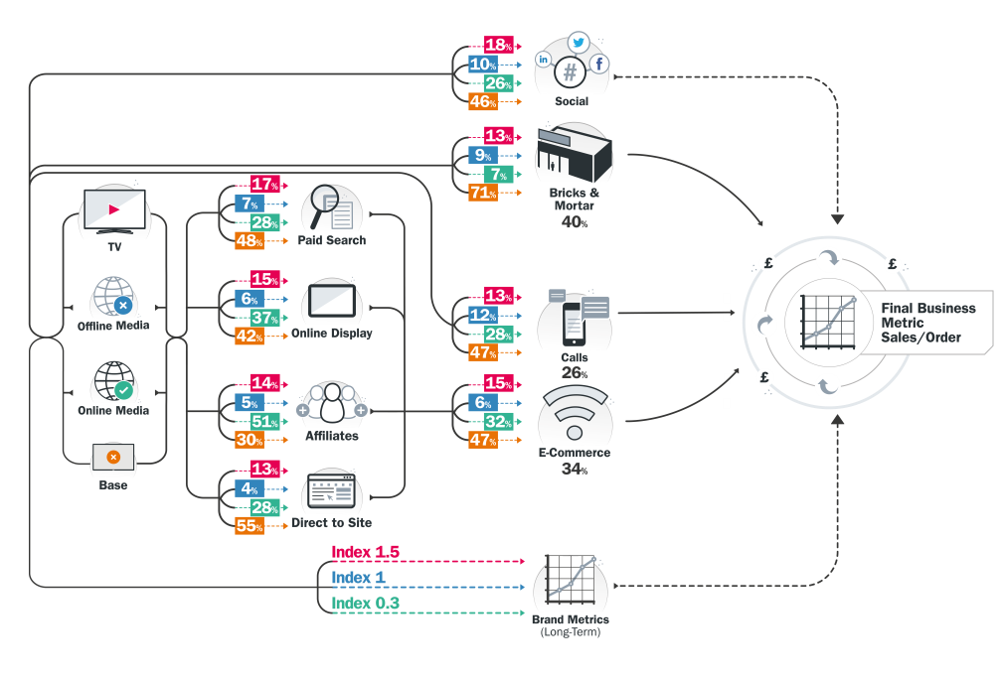 18%
10%
26%
46%
in
#
f
Social
13%
9%
7%
71%
Bricks &
Mortar
40%
TV
Offline Media
Online Media
Base
17%
7%
28%
48%
Paid Search
15%
6%
37%
42%
Online Display
14%
5%
51%
30%
Affiliates
13%
4%
28%
55%
Direct to Site
13%
12%
28%
47%
Calls
26%
15%
6%
32%
47%
E-Commerce
34%
£
£
£
Final Business
Metric
Sales/Order
Index 1.5
Index 1
Index 0.3
Brand Metrics
(Long-Term)